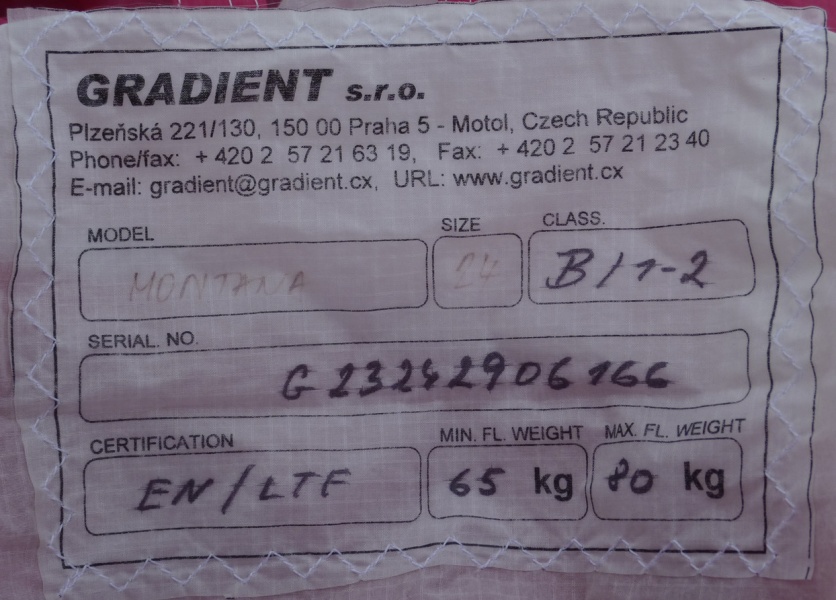 GRADIENT s.r.o.
Plzeňská 221/130, 150 00 Praha 5 - Motol, Czech Republic
Phone/fax: + 420 2 57 21 63 19, Fax: + 420 2 57 21 23 40
E-mail: gradient@gradient.cx, URL: www.gradient.cx
MODEL SIZE CLASS.
MONTANA 24 B/1-2
SERIAL. NO.
G 23242906166
CERTIFICATION MIN. FL. WEIGHT MAX. FL. WEIGHT
EN/LTF 65 kg 80 kg